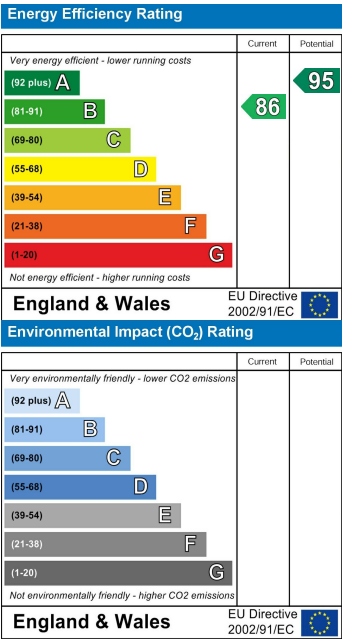 Energy Efficiency Rating
Current Potential
Very energy efficient - lower running costs
(92 plus) A 95
(81-91) B 86
(69-80) C
(55-68) D
(39-54) E
(21-38) F
(1-20) G
Not energy efficient - higher running costs
England & Wales
EU Directive
2002/91/EC
Environmental Impact (CO₂) Rating
Current Potential
Very environmentally friendly - lower CO2 emissions
(92 plus) A
(81-91) B
(69-80) C
(55-68) D
(39-54) E
(21-38) F
(1-20) G
Not environmentally friendly - higher CO2 emissions
England & Wales
EU Directive
2002/91/EC